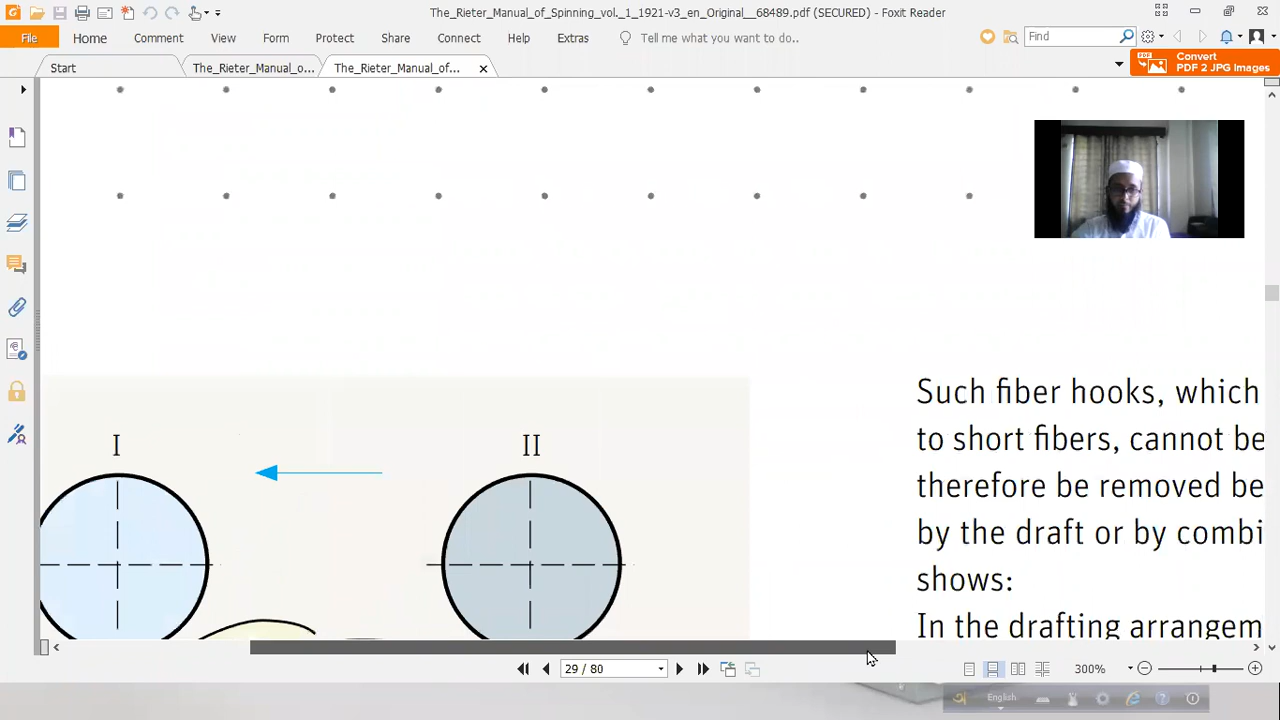 The_Rieter_Manual_of_Spinning_vol._1_1921-v3_en_Original__68489.pdf (SECURED) - Foxit Reader
File Home Comment View Form Protect Share Connect Help Extras Tell me what you want to do.. Find
Start The_Rieter_Manual_o... The_Rieter_Manual_of...
Convert
PDF 2 JPG Images
I II
Such fiber hooks, which
to short fibers, cannot be
therefore be removed be
by the draft or by combi
shows:
In the drafting arrangem
29 / 80 300%
অ English